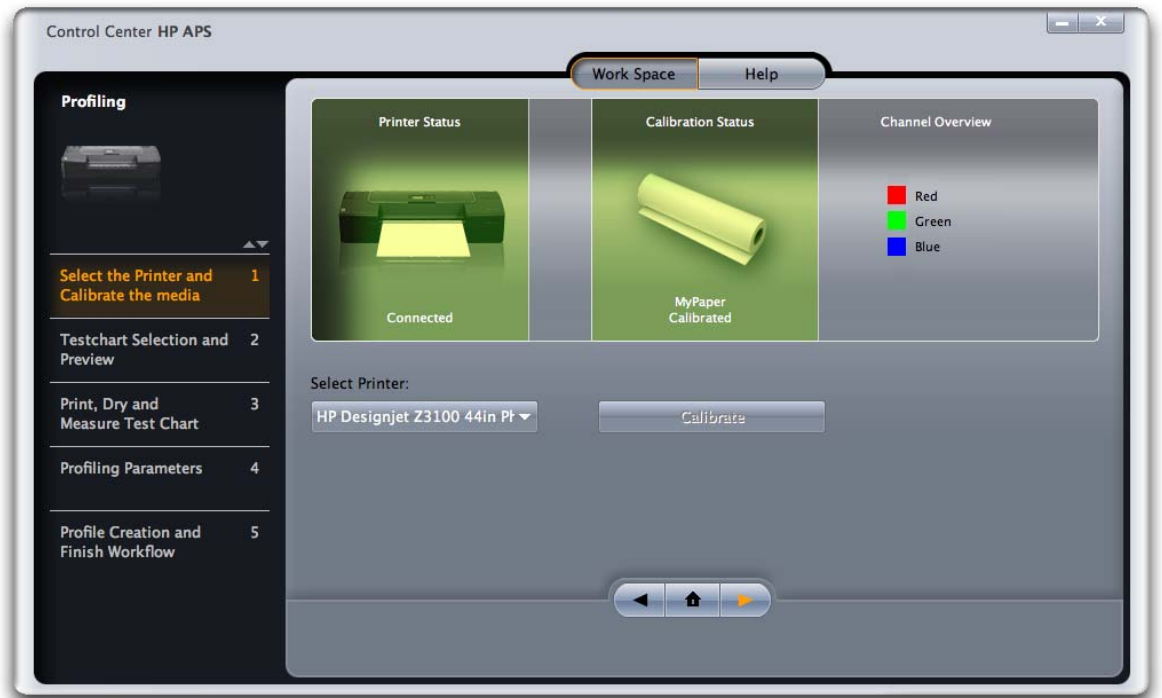 Control Center HP APS
Work Space
Help
Profiling
Select the Printer and 1
Calibrate the media
Testchart Selection and 2
Preview
Print, Dry and 3
Measure Test Chart
Profiling Parameters 4
Profile Creation and 5
Finish Workflow
Printer Status
Connected
Calibration Status
MyPaper
Calibrated
Channel Overview
Red
Green
Blue
Select Printer:
HP Designjet Z3100 44in
Calibrate